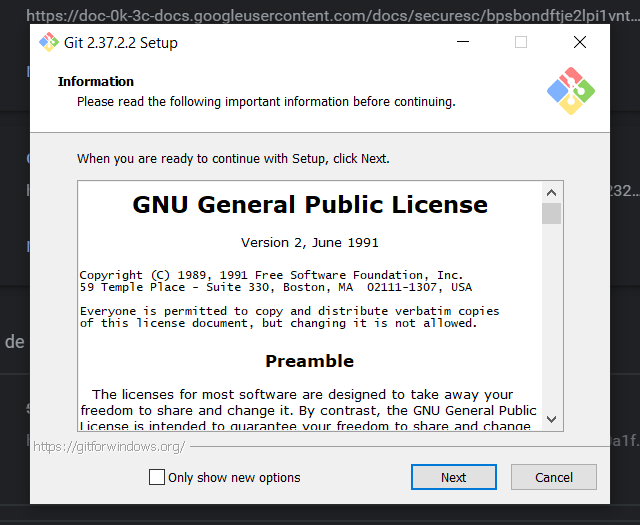 https://doc-0k-3c-docs.googleusercontent.com/docs/securesc/bpsbondftje2lpi1vnt...
Git 2.37.2.2 Setup
Information
Please read the following important information before continuing.
When you are ready to continue with Setup, click Next.
GNU General Public License
Version 2, June 1991
Copyright (C) 1989, 1991 Free Software Foundation, Inc.
59 Temple Place - Suite 330, Boston, MA  02111-1307, USA
Everyone is permitted to copy and distribute verbatim copies
of this license document, but changing it is not allowed.
Preamble
The licenses for most software are designed to take away your
freedom to share and change it. By contrast, the GNU General Public
License is intended to guarantee your freedom to share and change
232...
de
https://gitforwindows.org/
a1f.
Only show new options
Next
Cancel